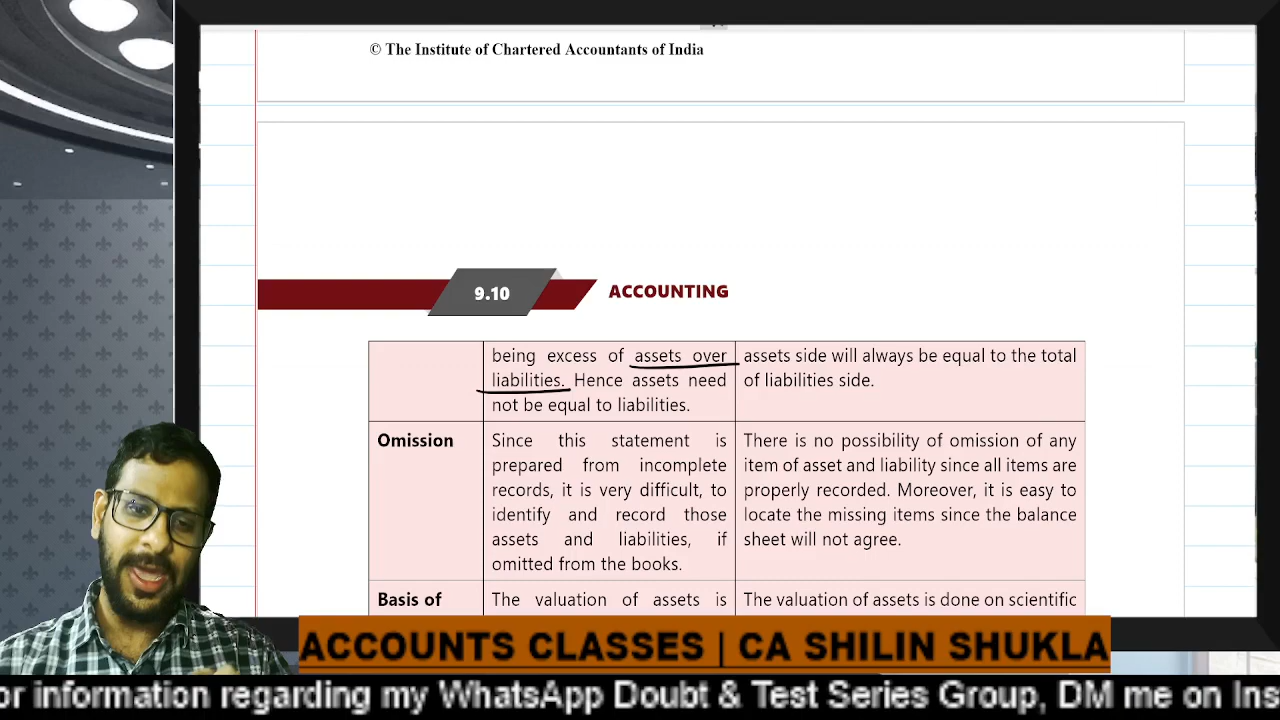 © The Institute of Chartered Accountants of India
9.10
ACCOUNTING
being excess of assets over
liabilities. Hence assets need
not be equal to liabilities.
assets side will always be equal to the total
of liabilities side.
Omission
Since this statement is
prepared from incomplete
records, it is very difficult, to
identify and record those
assets and liabilities, if
omitted from the books.
There is no possibility of omission of any
item of asset and liability since all items are
properly recorded. Moreover, it is easy to
locate the missing items since the balance
sheet will not agree.
Basis of
The valuation of assets is
The valuation of assets is done on scientific
ACCOUNTS CLASSES | CA SHILIN SHUKLA
or information regarding my WhatsApp Doubt & Test Series Group, DM me on Ins